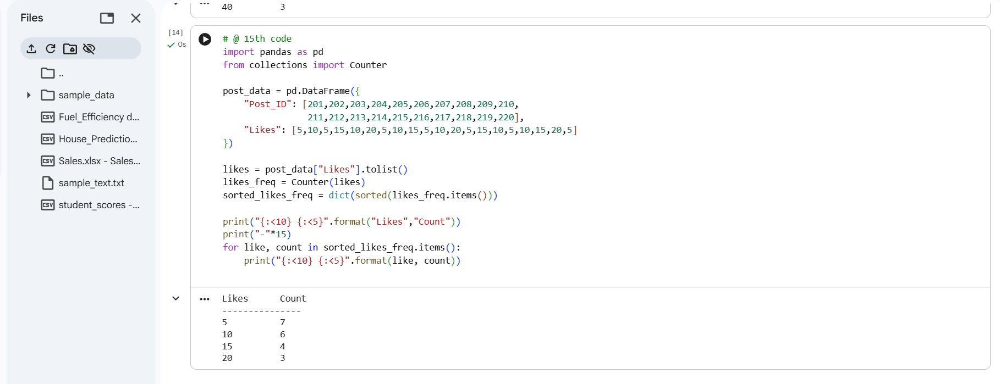 Files
..
sample_data
Fuel_Efficiency d...
House_Predictio...
Sales.xlsx - Sales...
sample_text.txt
student_scores -...
40 3
[14]
0s
# @ 15th code
import pandas as pd
from collections import Counter
post_data = pd.DataFrame({
    "Post_ID": [201,202,203,204,205,206,207,208,209,210,
                211,212,213,214,215,216,217,218,219,220],
    "Likes": [5,10,5,15,10,20,5,10,15,5,10,20,5,15,10,5,10,15,20,5]
})
likes = post_data["Likes"].tolist()
likes_freq = Counter(likes)
sorted_likes_freq = dict(sorted(likes_freq.items()))
print("{:<10} {:<5}".format("Likes","Count"))
print("-"*15)
for like, count in sorted_likes_freq.items():
    print("{:<10} {:<5}".format(like, count))
Likes Count
---------------
5 7
10 6
15 4
20 3